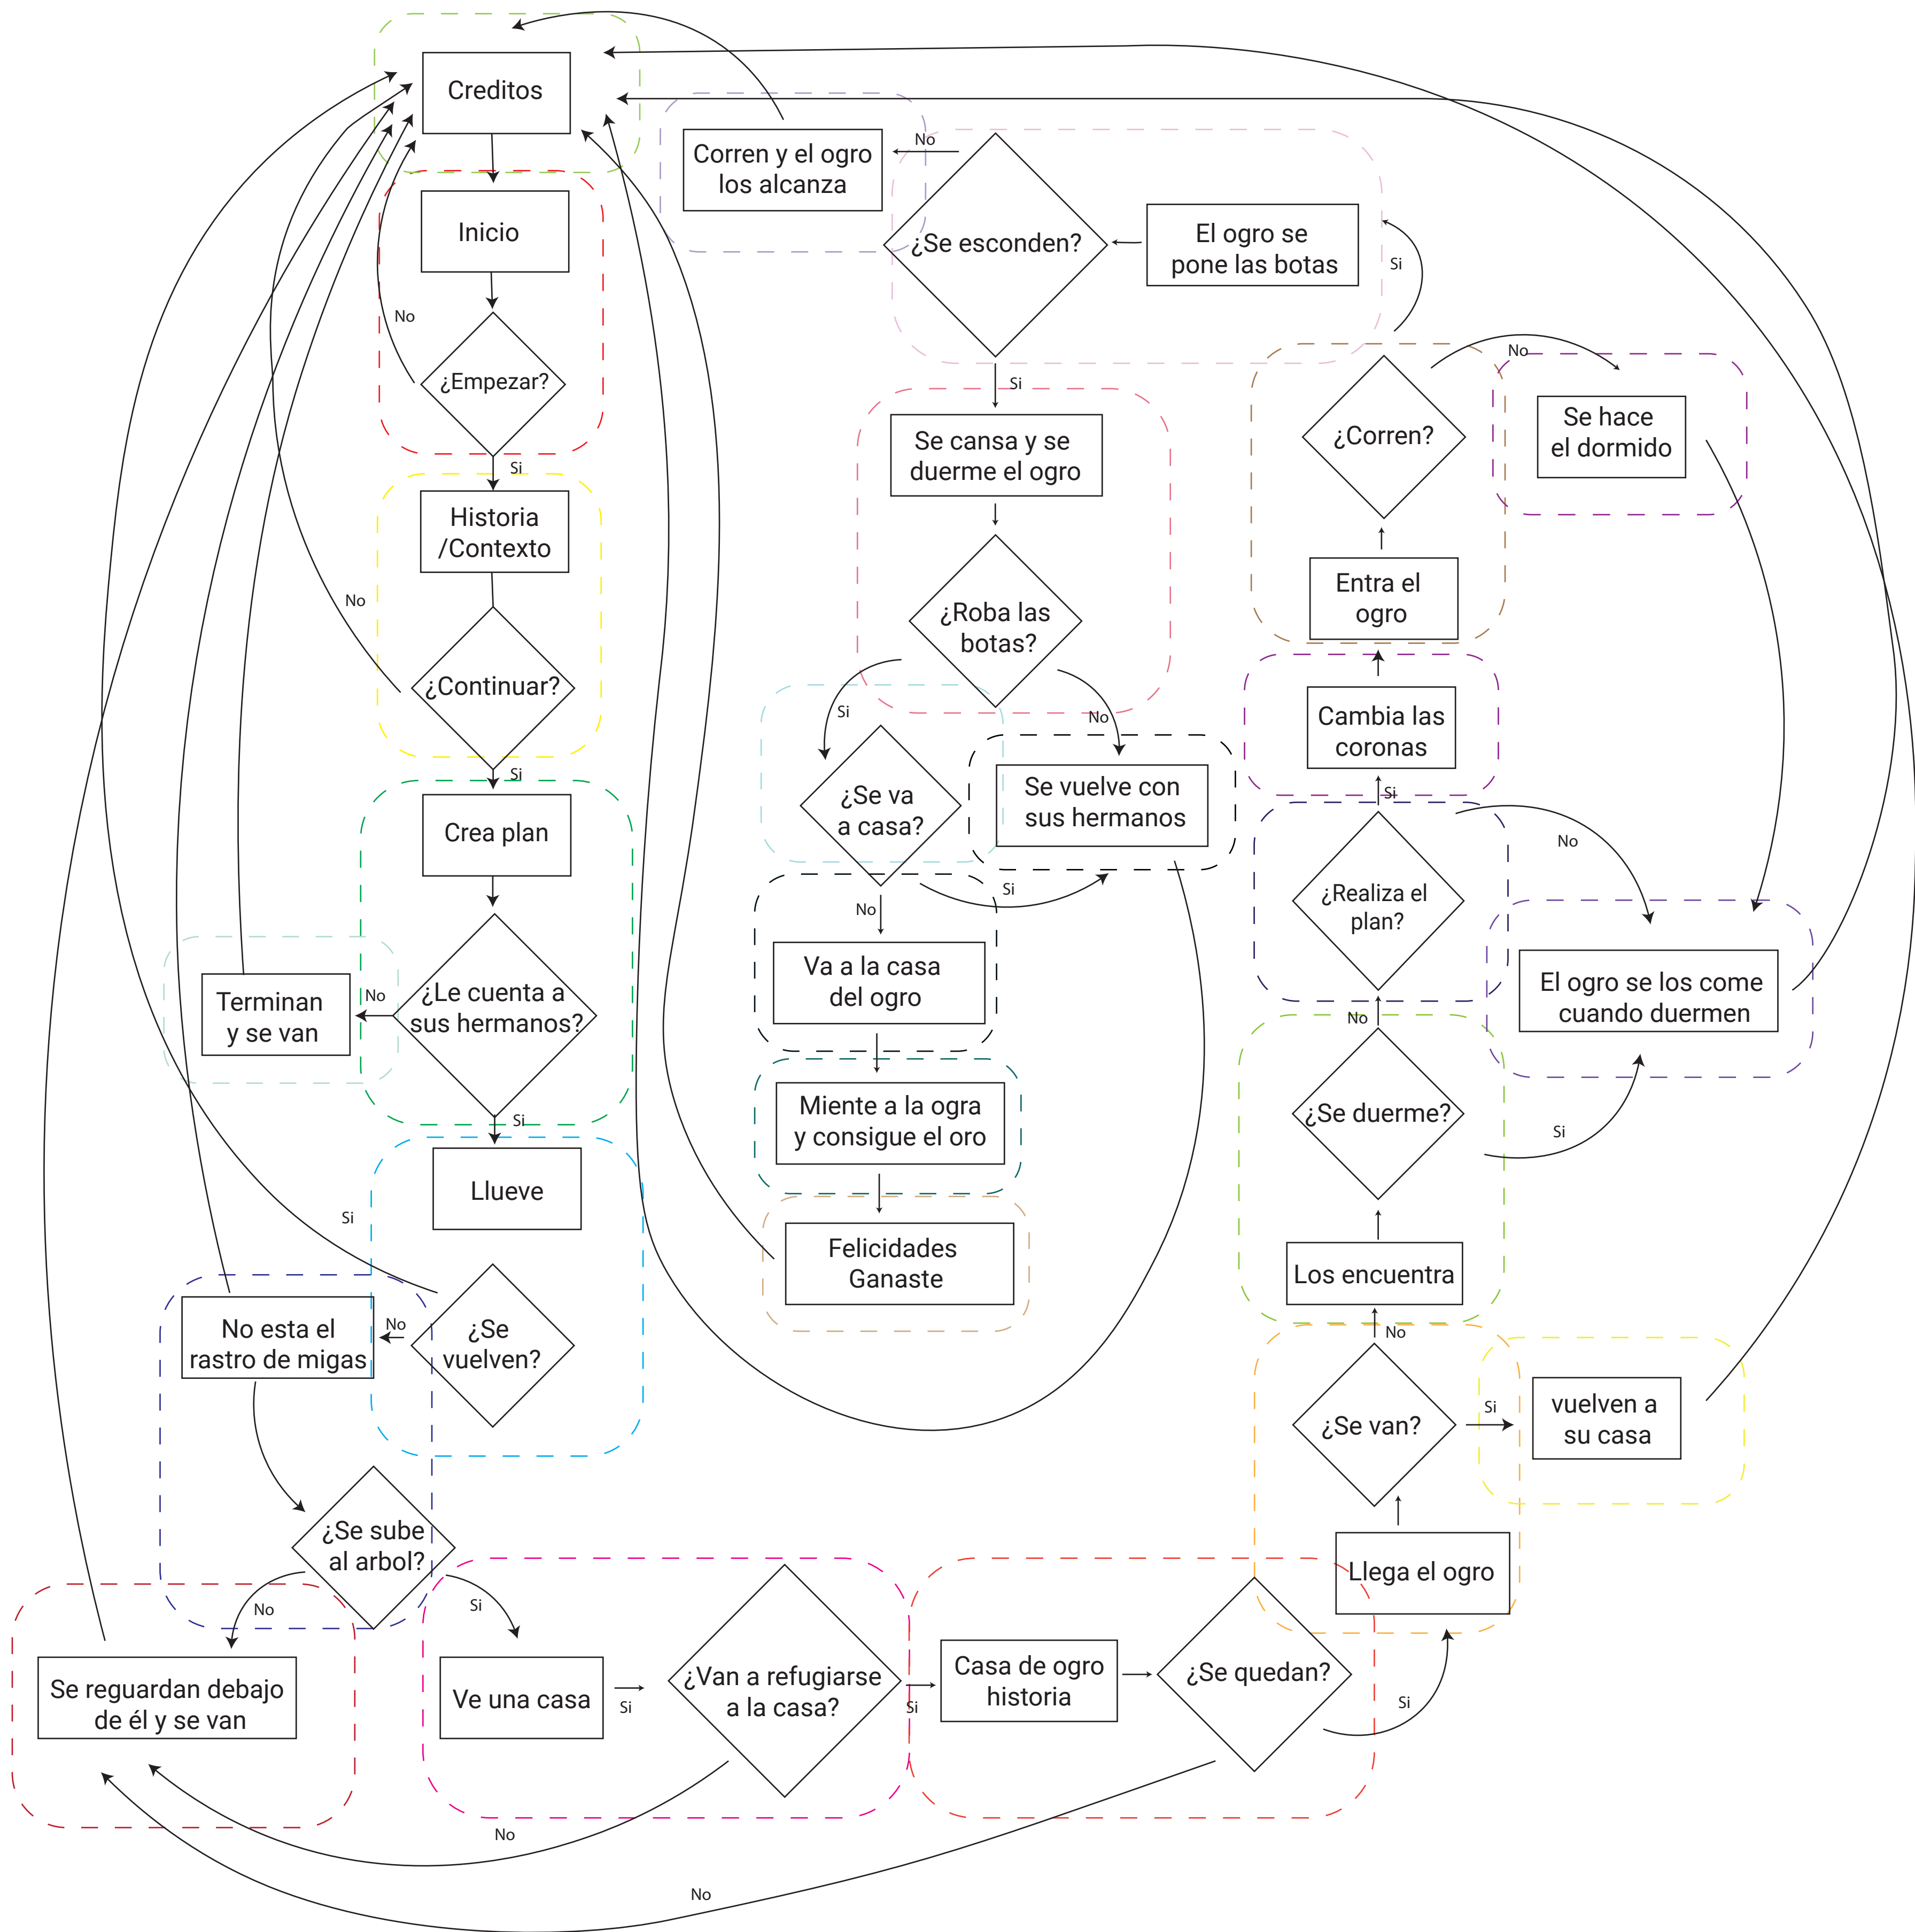 Creditos
Inicio
No
¿Empezar?
Si
Historia
/Contexto
No
¿Continuar?
Si
Crea plan
¿Le cuenta a
sus hermanos?
No
Terminan
y se van
Si
Llueve
Si
¿Se
vuelven?
No
No esta el
rastro de migas
¿Se sube
al arbol?
No
Si
Se reguardan debajo
de él y se van
Ve una casa
Si
¿Van a refugiarse
a la casa?
No
Si
Casa de ogro
historia
¿Se quedan?
No
Si
Llega el ogro
¿Se van?
Si
vuelven a
su casa
No
Los encuentra
¿Se duerme?
Si
No
¿Realiza el
plan?
No
El ogro se los come
cuando duermen
Si
Cambia las
coronas
Entra el
ogro
¿Corren?
No
Se hace
el dormido
Si
El ogro se
pone las botas
¿Se esconden?
No
Corren y el ogro
los alcanza
Si
Se cansa y se
duerme el ogro
¿Roba las
botas?
Si
No
¿Se va
a casa?
Se vuelve con
sus hermanos
Si
No
Va a la casa
del ogro
Miente a la ogra
y consigue el oro
Felicidades
Ganaste